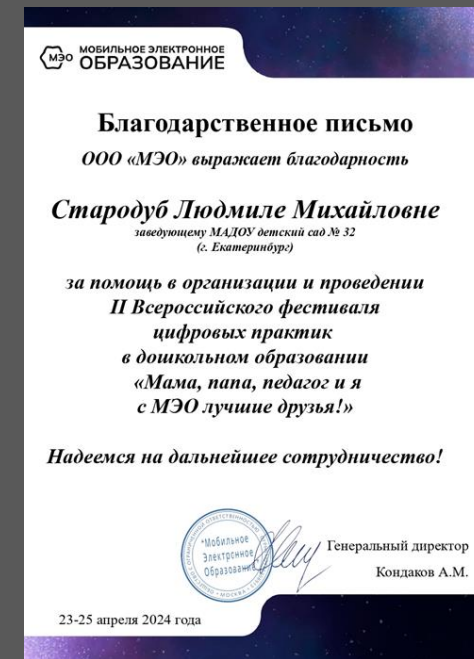 МЭО МОБИЛЬНОЕ ЭЛЕКТРОННОЕ
ОБРАЗОВАНИЕ
Благодарственное письмо
ООО «МЭО» выражает благодарность
Стародуб Людмиле Михайловне
заведующему МАДОУ детский сад № 32
(г. Екатеринбург)
за помощь в организации и проведении
II Всероссийского фестиваля
цифровых практик
в дошкольном образовании
«Мама, папа, педагог и я
с МЭО лучшие друзья!»
Надеемся на дальнейшее сотрудничество!
"Мобильное
Электронное
Образование
МОСКВА
Генеральный директор
Кондаков А.М.
23-25 апреля 2024 года